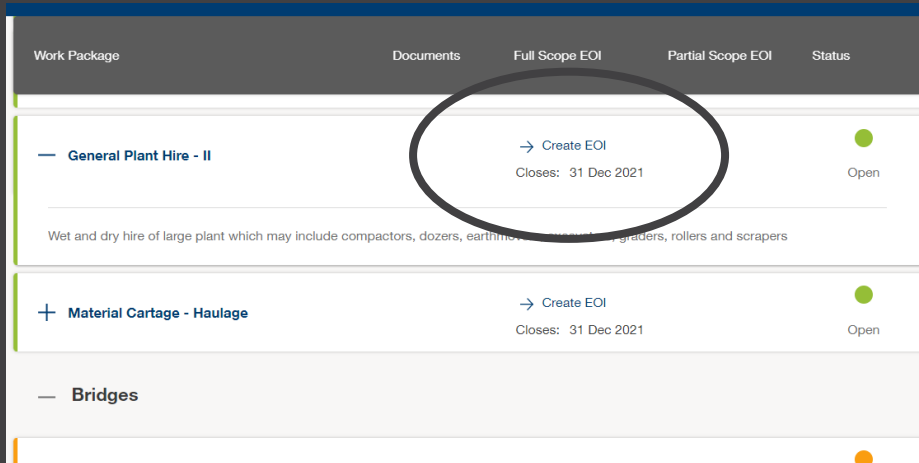 Work Package Documents Full Scope EOI Partial Scope EOI Status
General Plant Hire - II → Create EOI
Closes: 31 Dec 2021 Open
Wet and dry hire of large plant which may include compactors, dozers, graders, rollers and scrapers
Material Cartage - Haulage → Create EOI
Closes: 31 Dec 2021 Open
Bridges